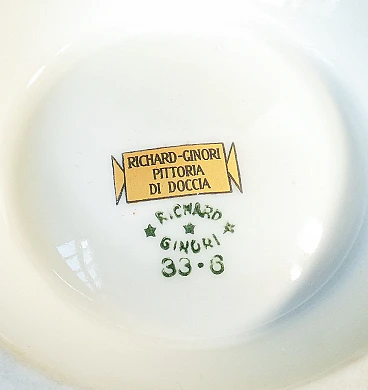 RICHARD-GINORI
PITTORIA
DI DOCCIA
RICHARD
GINORI
33·6